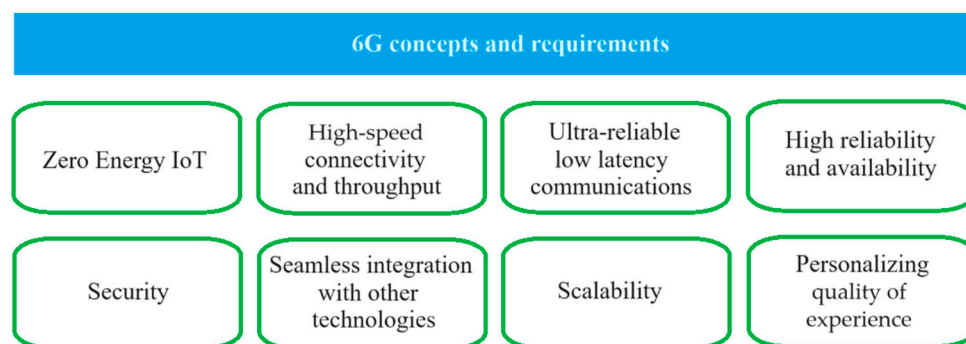 6G concepts and requirements
Zero Energy IoT
High-speed
connectivity
and throughput
Ultra-reliable
low latency
communications
High reliability
and availability
Security
Seamless integration
with other
technologies
Scalability
Personalizing
quality of
experience